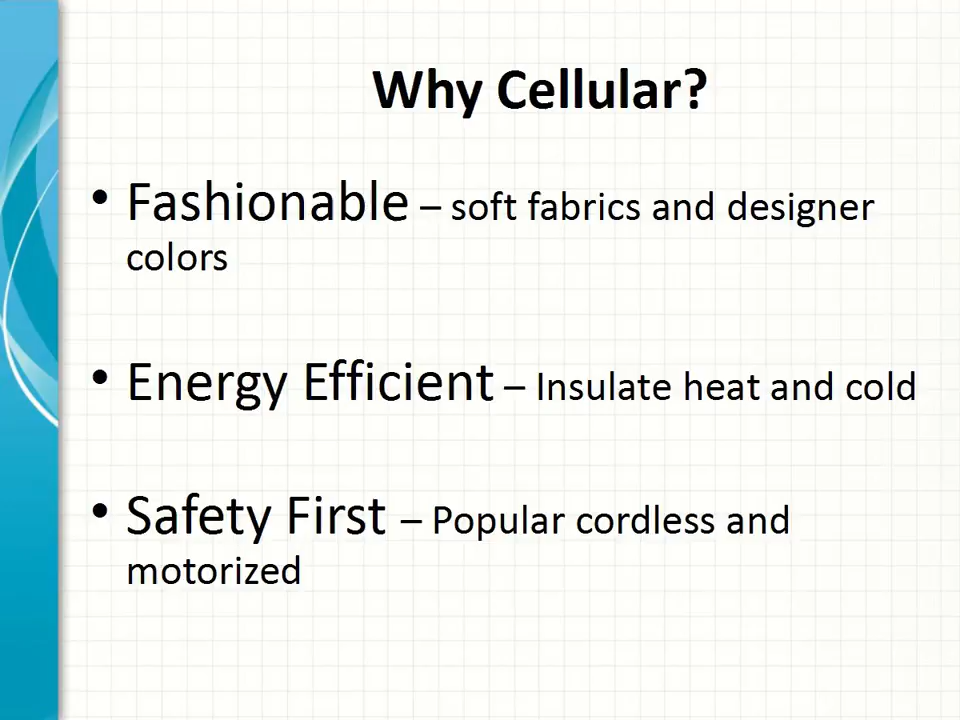 Why Cellular?
• Fashionable – soft fabrics and designer
colors
• Energy Efficient – Insulate heat and cold
• Safety First – Popular cordless and
motorized